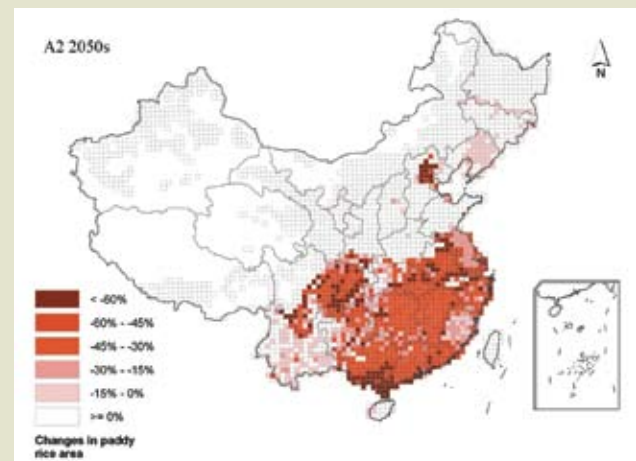 A2 2050s
N
< -60%
-60% - -45%
-45% - -30%
-30% - -15%
-15% - 0%
>= 0%
Changes in paddy
rice area